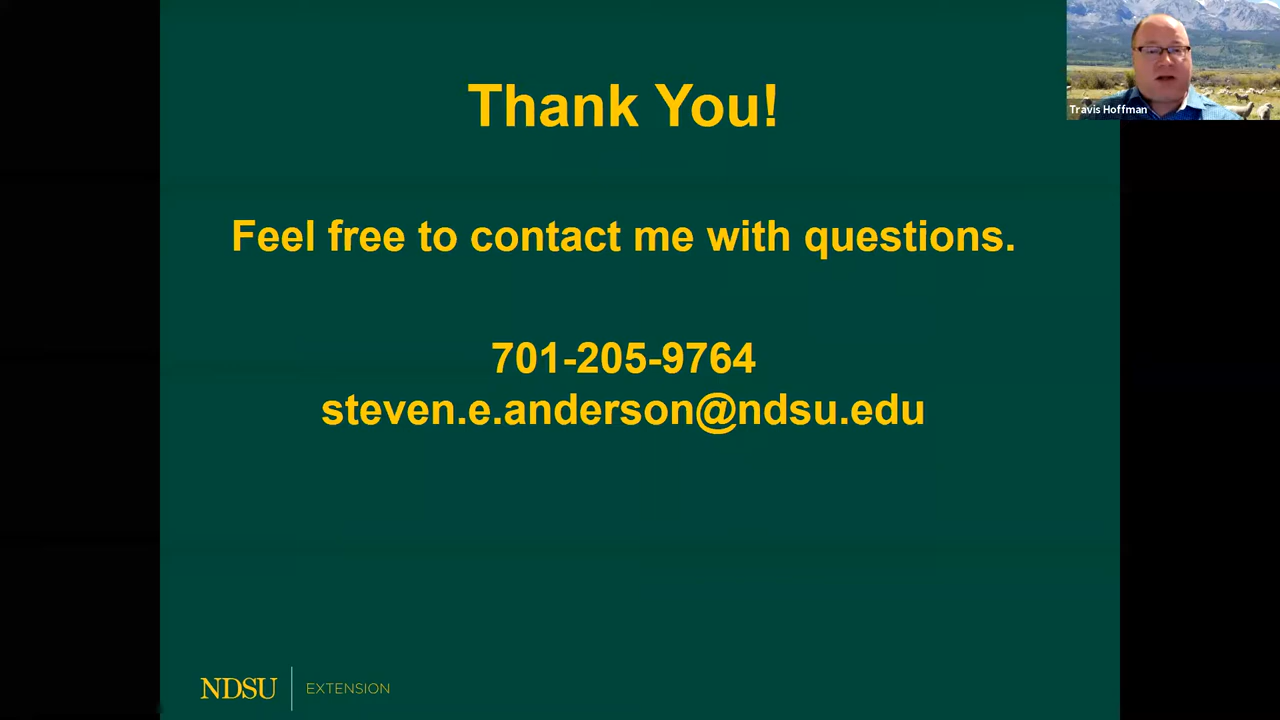 Thank You!
Travis Hoffman
Feel free to contact me with questions.
701-205-9764
steven.e.anderson@ndsu.edu
NDSU | EXTENSION